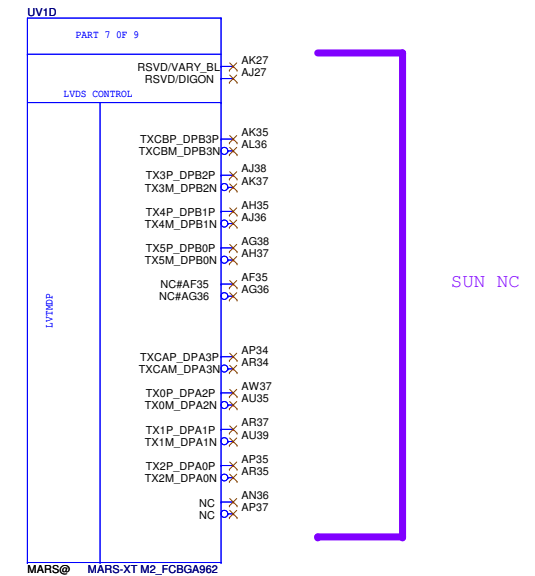 UV1D
PART 7 0F 9
RSVD/VARY_BL AK27
RSVD/DIGON AJ27
LVDS CONTROL
TXCBP_DPB3P AK35
TXCBM_DPB3N AL36
TX3P_DPB2P AJ38
TX3M_DPB2N AK37
TX4P_DPB1P AH35
TX4M_DPB1N AJ36
TX5P_DPB0P AG38
TX5M_DPB0N AH37
NC#AF35 AF35
NC#AG36 AG36
SUN NC
LVTMDP
TXCAP_DPA3P AP34
TXCAM_DPA3N AR34
TX0P_DPA2P AW37
TX0M_DPA2N AU35
TX1P_DPA1P AR37
TX1M_DPA1N AU39
TX2P_DPA0P AP35
TX2M_DPA0N AR35
NC AN36
NC AP37
MARS@ MARS-XT M2_FCBGA962